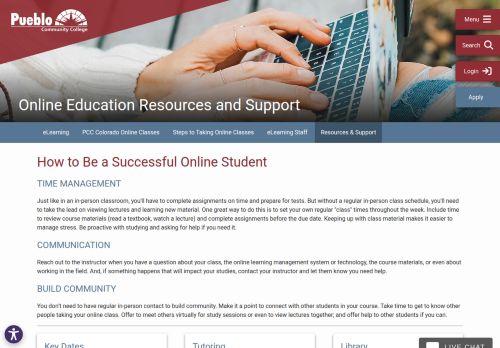 Pueblo
Community College
Menu
Search
Login
Apply
Online Education Resources and Support
eLearning
PCC Colorado Online Classes
Steps to Taking Online Classes
eLearning Staff
Resources & Support
How to Be a Successful Online Student
TIME MANAGEMENT
Just like in an in-person classroom, you'll have to complete assignments on time and prepare for tests. But without a regular in-person class schedule, you'll need
to take the lead on viewing lectures and learning new material. One great way to do this is to set your own regular "class" times throughout the week. Include time
to review course materials (read a textbook, watch a lecture) and complete assignments before the due date. Keeping up with class material makes it easier to
manage stress. Be proactive with studying and asking for help if you need it.
COMMUNICATION
Reach out to the instructor when you have a question about your class, the online learning management system or technology, the course materials, or even about
working in the field. And, if something happens that will impact your studies, contact your instructor and let them know you need help.
BUILD COMMUNITY
You don't need to have regular in-person contact to build community. Make it a point to connect with other students in your course. Take time to get to know other
people taking your online class. Offer to meet others virtually for study sessions or even to view lectures together; and offer help to other students if you can.
Key Dates
Tutoring
Library
LIVE CHAT